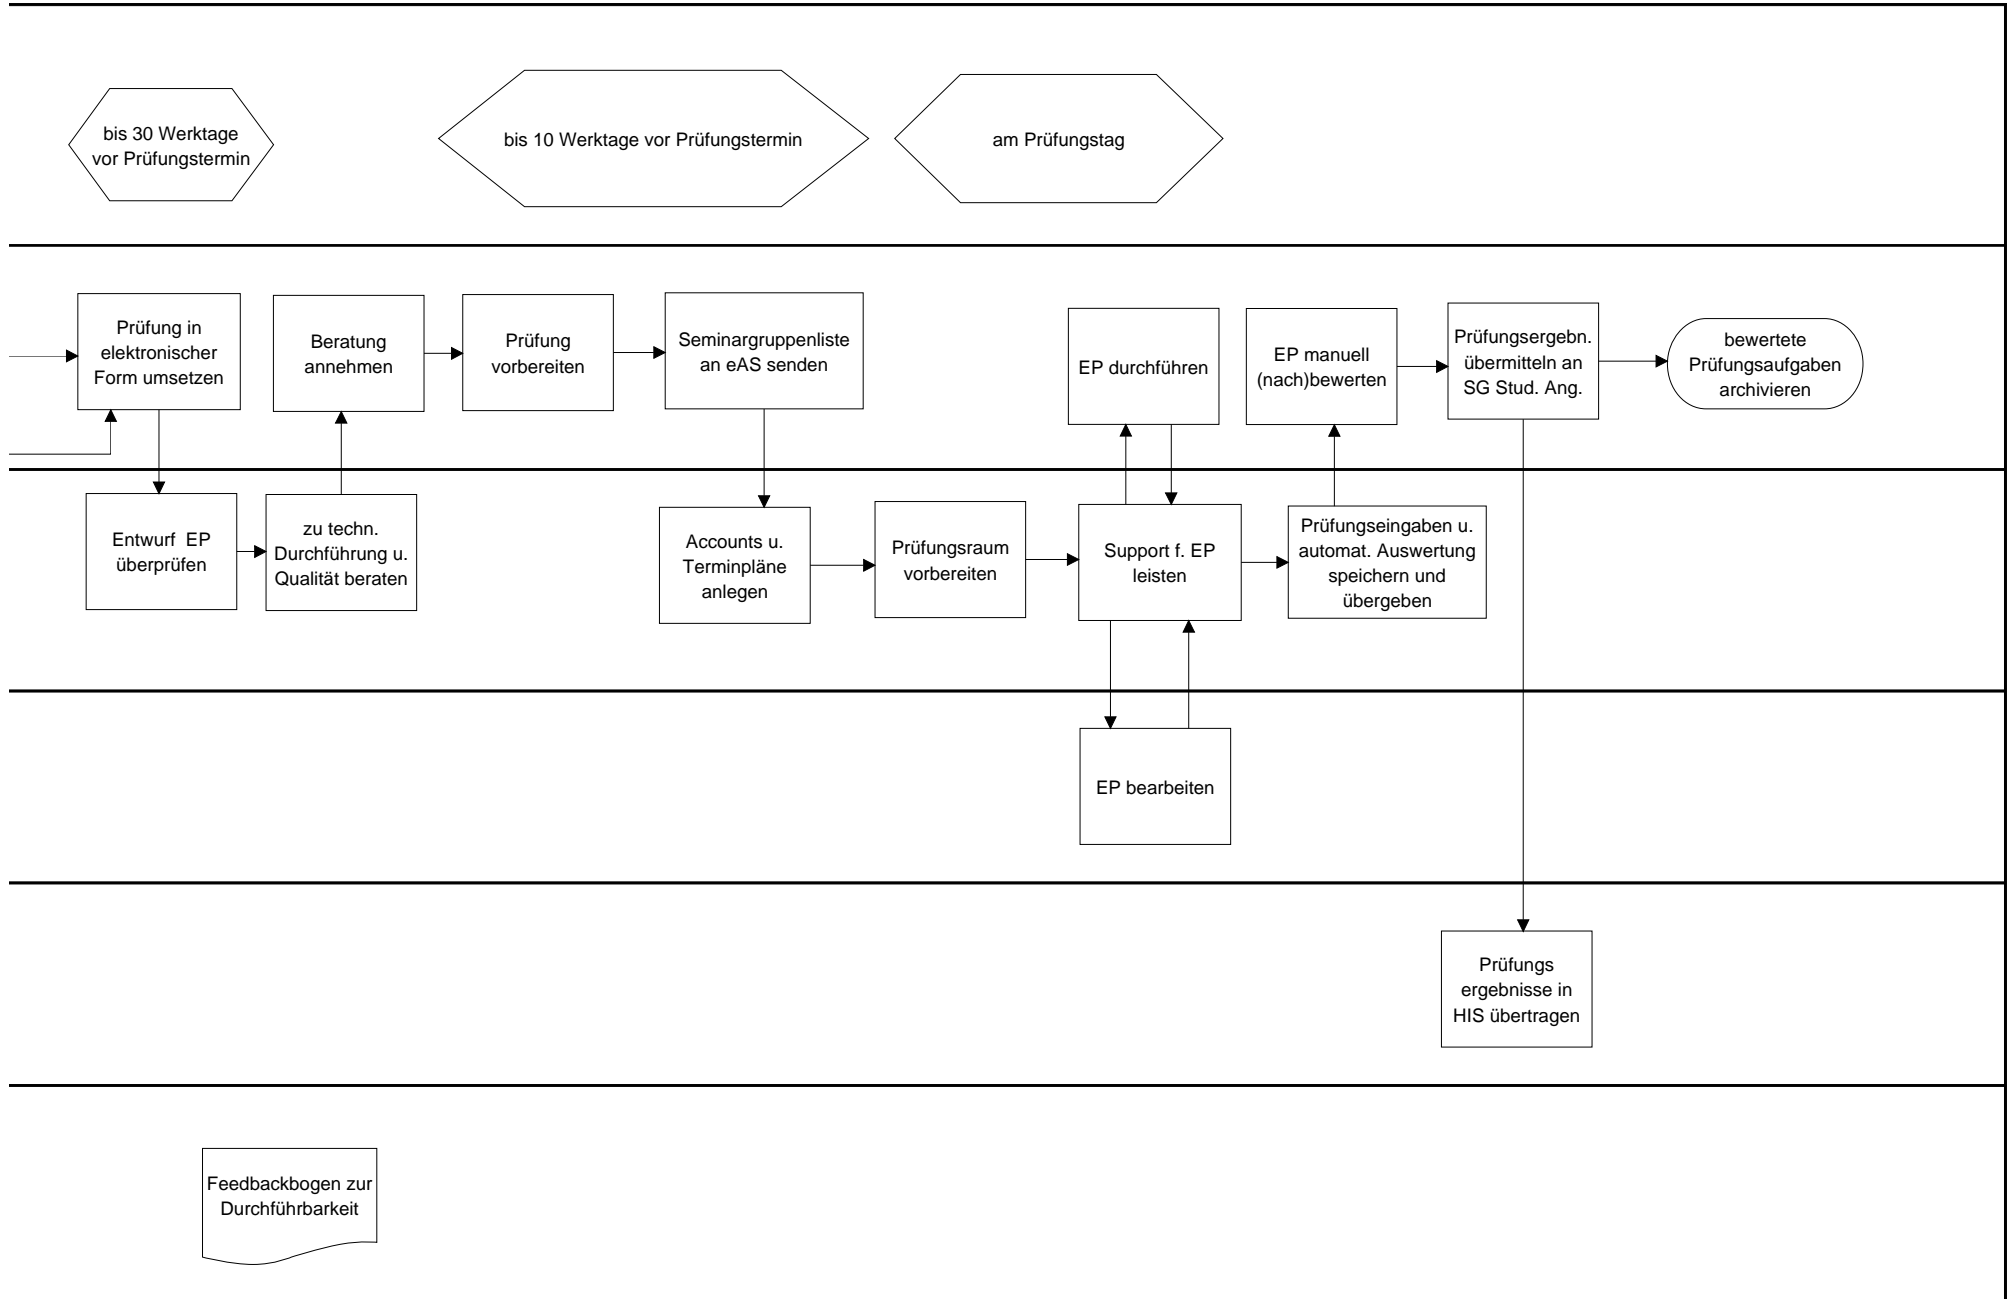 bis 30 Werktage
vor Prüfungstermin
bis 10 Werktage vor Prüfungstermin
am Prüfungstag
Prüfung in
elektronischer
Form umsetzen
Beratung
annehmen
Prüfung
vorbereiten
Seminargruppenliste
an eAS senden
EP durchführen
EP manuell
(nach)bewerten
Prüfungsergebn.
übermitteln an
SG Stud. Ang.
bewertete
Prüfungsaufgaben
archivieren
Entwurf EP
überprüfen
zu techn.
Durchführung u.
Qualität beraten
Accounts u.
Terminpläne
anlegen
Prüfungsraum
vorbereiten
Support f. EP
leisten
Prüfungseingaben u.
automat. Auswertung
speichern und
übergeben
EP bearbeiten
Prüfungs
ergebnisse in
HIS übertragen
Feedbackbogen zur
Durchführbarkeit